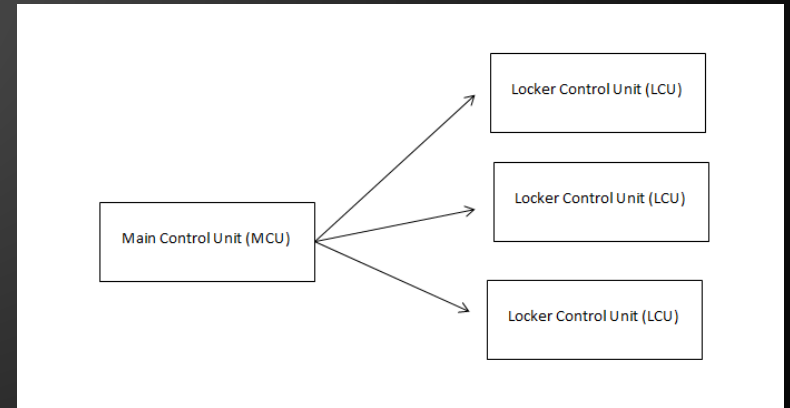 Locker Control Unit (LCU)
Locker Control Unit (LCU)
Main Control Unit (MCU)
Locker Control Unit (LCU)